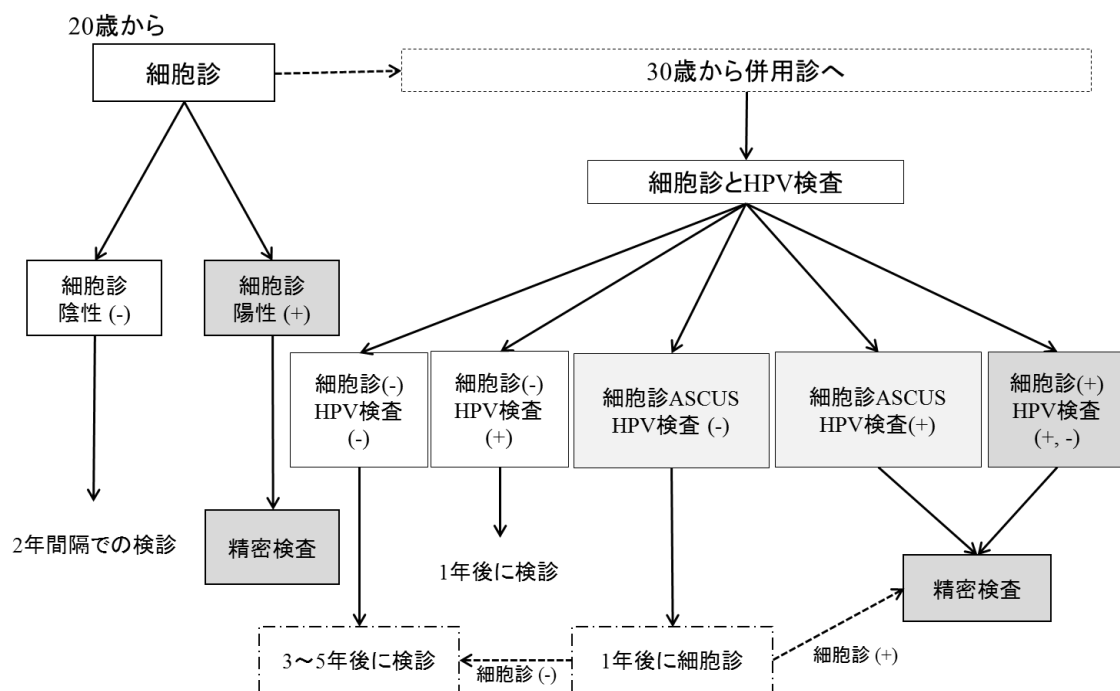 20歳から
細胞診
30歳から併用診へ
細胞診とHPV検査
細胞診
陰性 (-)
細胞診
陽性 (+)
細胞診(-)
HPV検査
(-)
細胞診(-)
HPV検査
(+)
細胞診ASCUS
HPV検査 (-)
細胞診ASCUS
HPV検査(+)
細胞診(+)
HPV検査
(+, -)
2年間隔での検診
精密検査
1年後に検診
精密検査
3～5年後に検診
細胞診 (-)
1年後に細胞診
細胞診 (+)